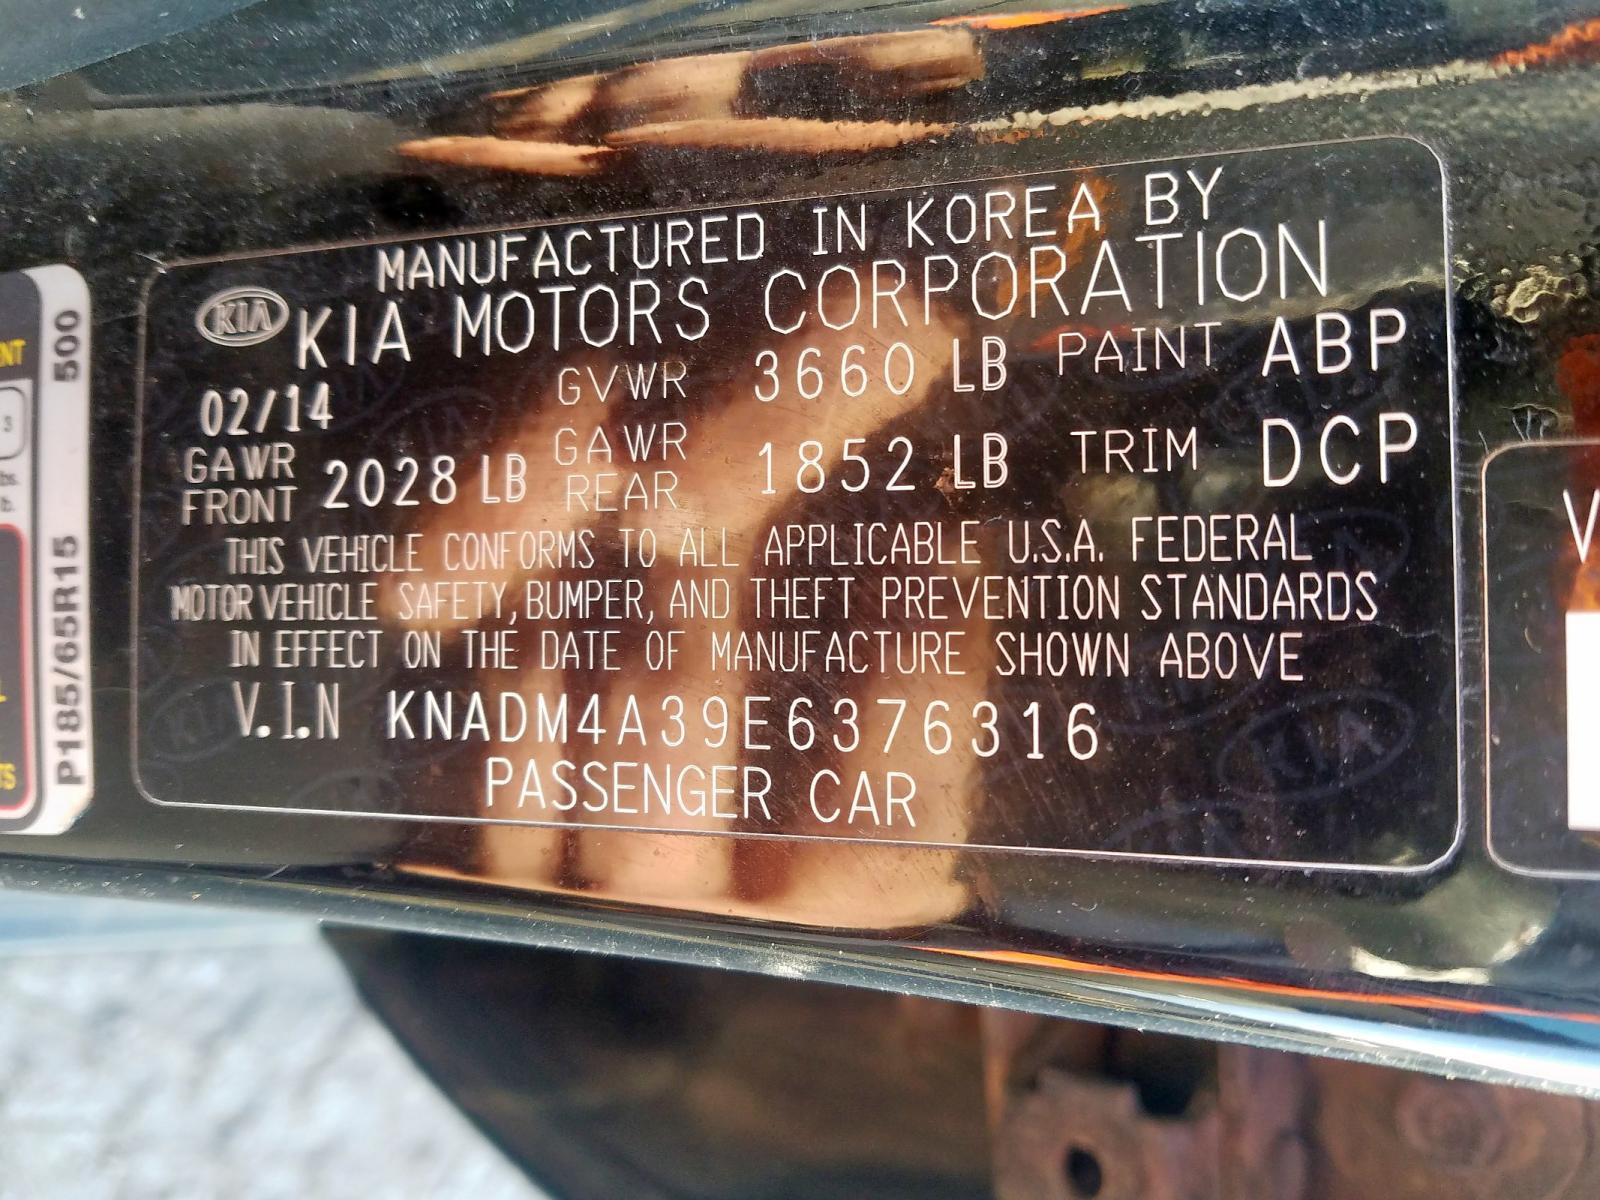 MANUFACTURED IN KOREA BY
KIA KIA MOTORS CORPORATION
02/14 GVWR 3660 LB PAINT ABP
GAWR FRONT 2028 LB GAWR REAR 1852 LB TRIM DCP
THIS VEHICLE CONFORMS TO ALL APPLICABLE U.S.A. FEDERAL
MOTOR VEHICLE SAFETY, BUMPER, AND THEFT PREVENTION STANDARDS
IN EFFECT ON THE DATE OF MANUFACTURE SHOWN ABOVE
V.I.N KNADM4A39E6376316
PASSENGER CAR
P185/65R15 500
3